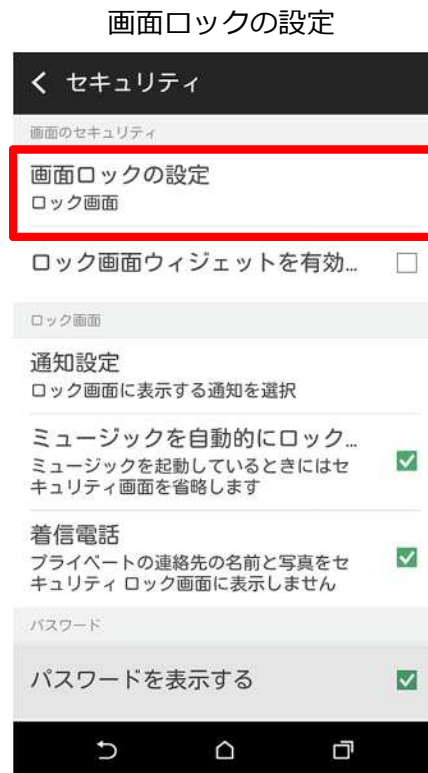 画面ロックの設定
セキュリティ
画面のセキュリティ
画面ロックの設定
ロック画面
ロック画面ウィジェットを有効...
ロック画面
通知設定
ロック画面に表示する通知を選択
ミュージックを自動的にロック...
ミュージックを起動しているときにはセ
キュリティ画面を省略します
着信電話
プライベートの連絡先の名前と写真をセ
キュリティ ロック画面に表示しません
パスワード
パスワードを表示する